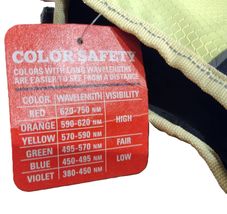 COLOR SAFETY
COLORS WITH LONG WAVELENGTHS
ARE EASIER TO SEE FROM A DISTANCE
COLOR WAVELENGTH VISIBILITY
RED 620-750 NM
ORANGE 590-620 NM HIGH
YELLOW 570-590 NM
GREEN 495-570 NM FAIR
BLUE 450-495 NM LOW
VIOLET 380-450 NM